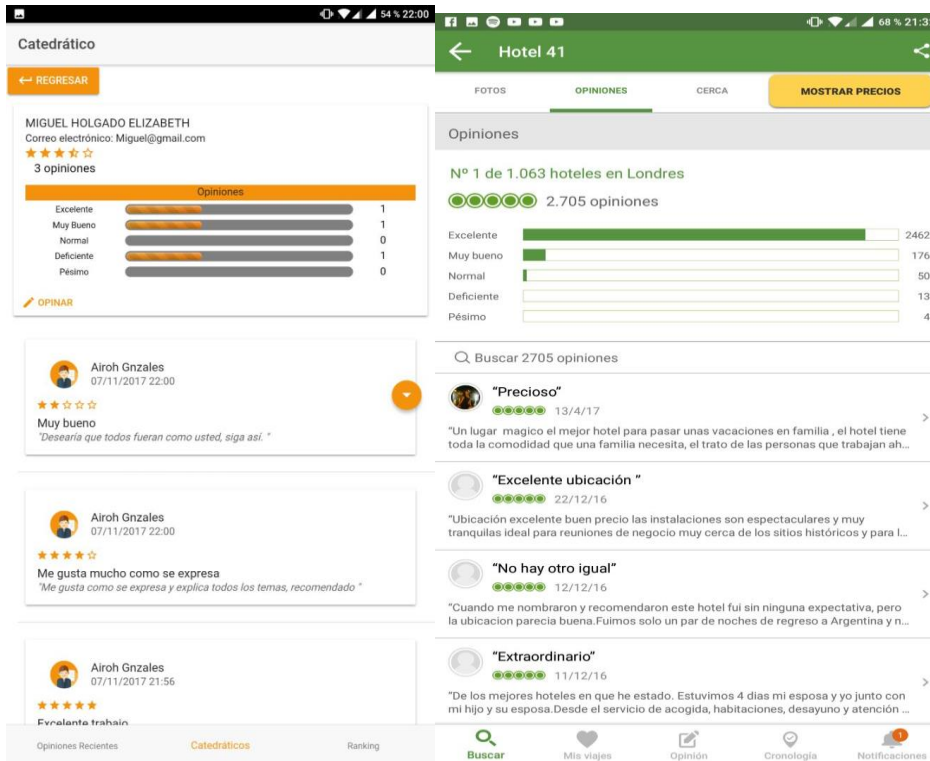 54 % 22:00
Catedrático
REGRESAR
MIGUEL HOLGADO ELIZABETH
Correo electrónico: Miguel@gmail.com
3 opiniones
Opiniones
Excelente 1
Muy Bueno 1
Normal 0
Deficiente 1
Pésimo 0
OPINAR
Airoh Gnzales
07/11/2017 22:00
Muy bueno
"Desearía que todos fueran como usted, siga así. "
Airoh Gnzales
07/11/2017 22:00
Me gusta mucho como se expresa
"Me gusta como se expresa y explica todos los temas, recomendado "
Airoh Gnzales
07/11/2017 21:56
Excelente trabajo
Opiniones Recientes Catedráticos Ranking
68 % 21:3
Hotel 41
FOTOS OPINIONES CERCA MOSTRAR PRECIOS
Opiniones
Nº 1 de 1.063 hoteles en Londres
2.705 opiniones
Excelente 2462
Muy bueno 176
Normal 50
Deficiente 13
Pésimo 4
Buscar 2705 opiniones
“Precioso”
13/4/17
“Un lugar magico el mejor hotel para pasar unas vacaciones en familia , el hotel tiene
toda la comodidad que una familia necesita, el trato de las personas que trabajan ah...
“Excelente ubicación ”
22/12/16
“Ubicación excelente buen precio las instalaciones son espectaculares y muy
tranquilas ideal para reuniones de negocio muy cerca de los sitios históricos y para l...
“No hay otro igual”
12/12/16
“Cuando me nombraron y recomendaron este hotel fui sin ninguna expectativa, pero
la ubicacion parecia buena.Fuimos solo un par de noches de regreso a Argentina y n...
“Extraordinario”
11/12/16
“De los mejores hoteles en que he estado. Estuvimos 4 dias mi esposa y yo junto con
mi hijo y su esposa.Desde el servicio de acogida, habitaciones, desayuno y atención ...
1
Buscar Mis viajes Opinión Cronología Notificaciones